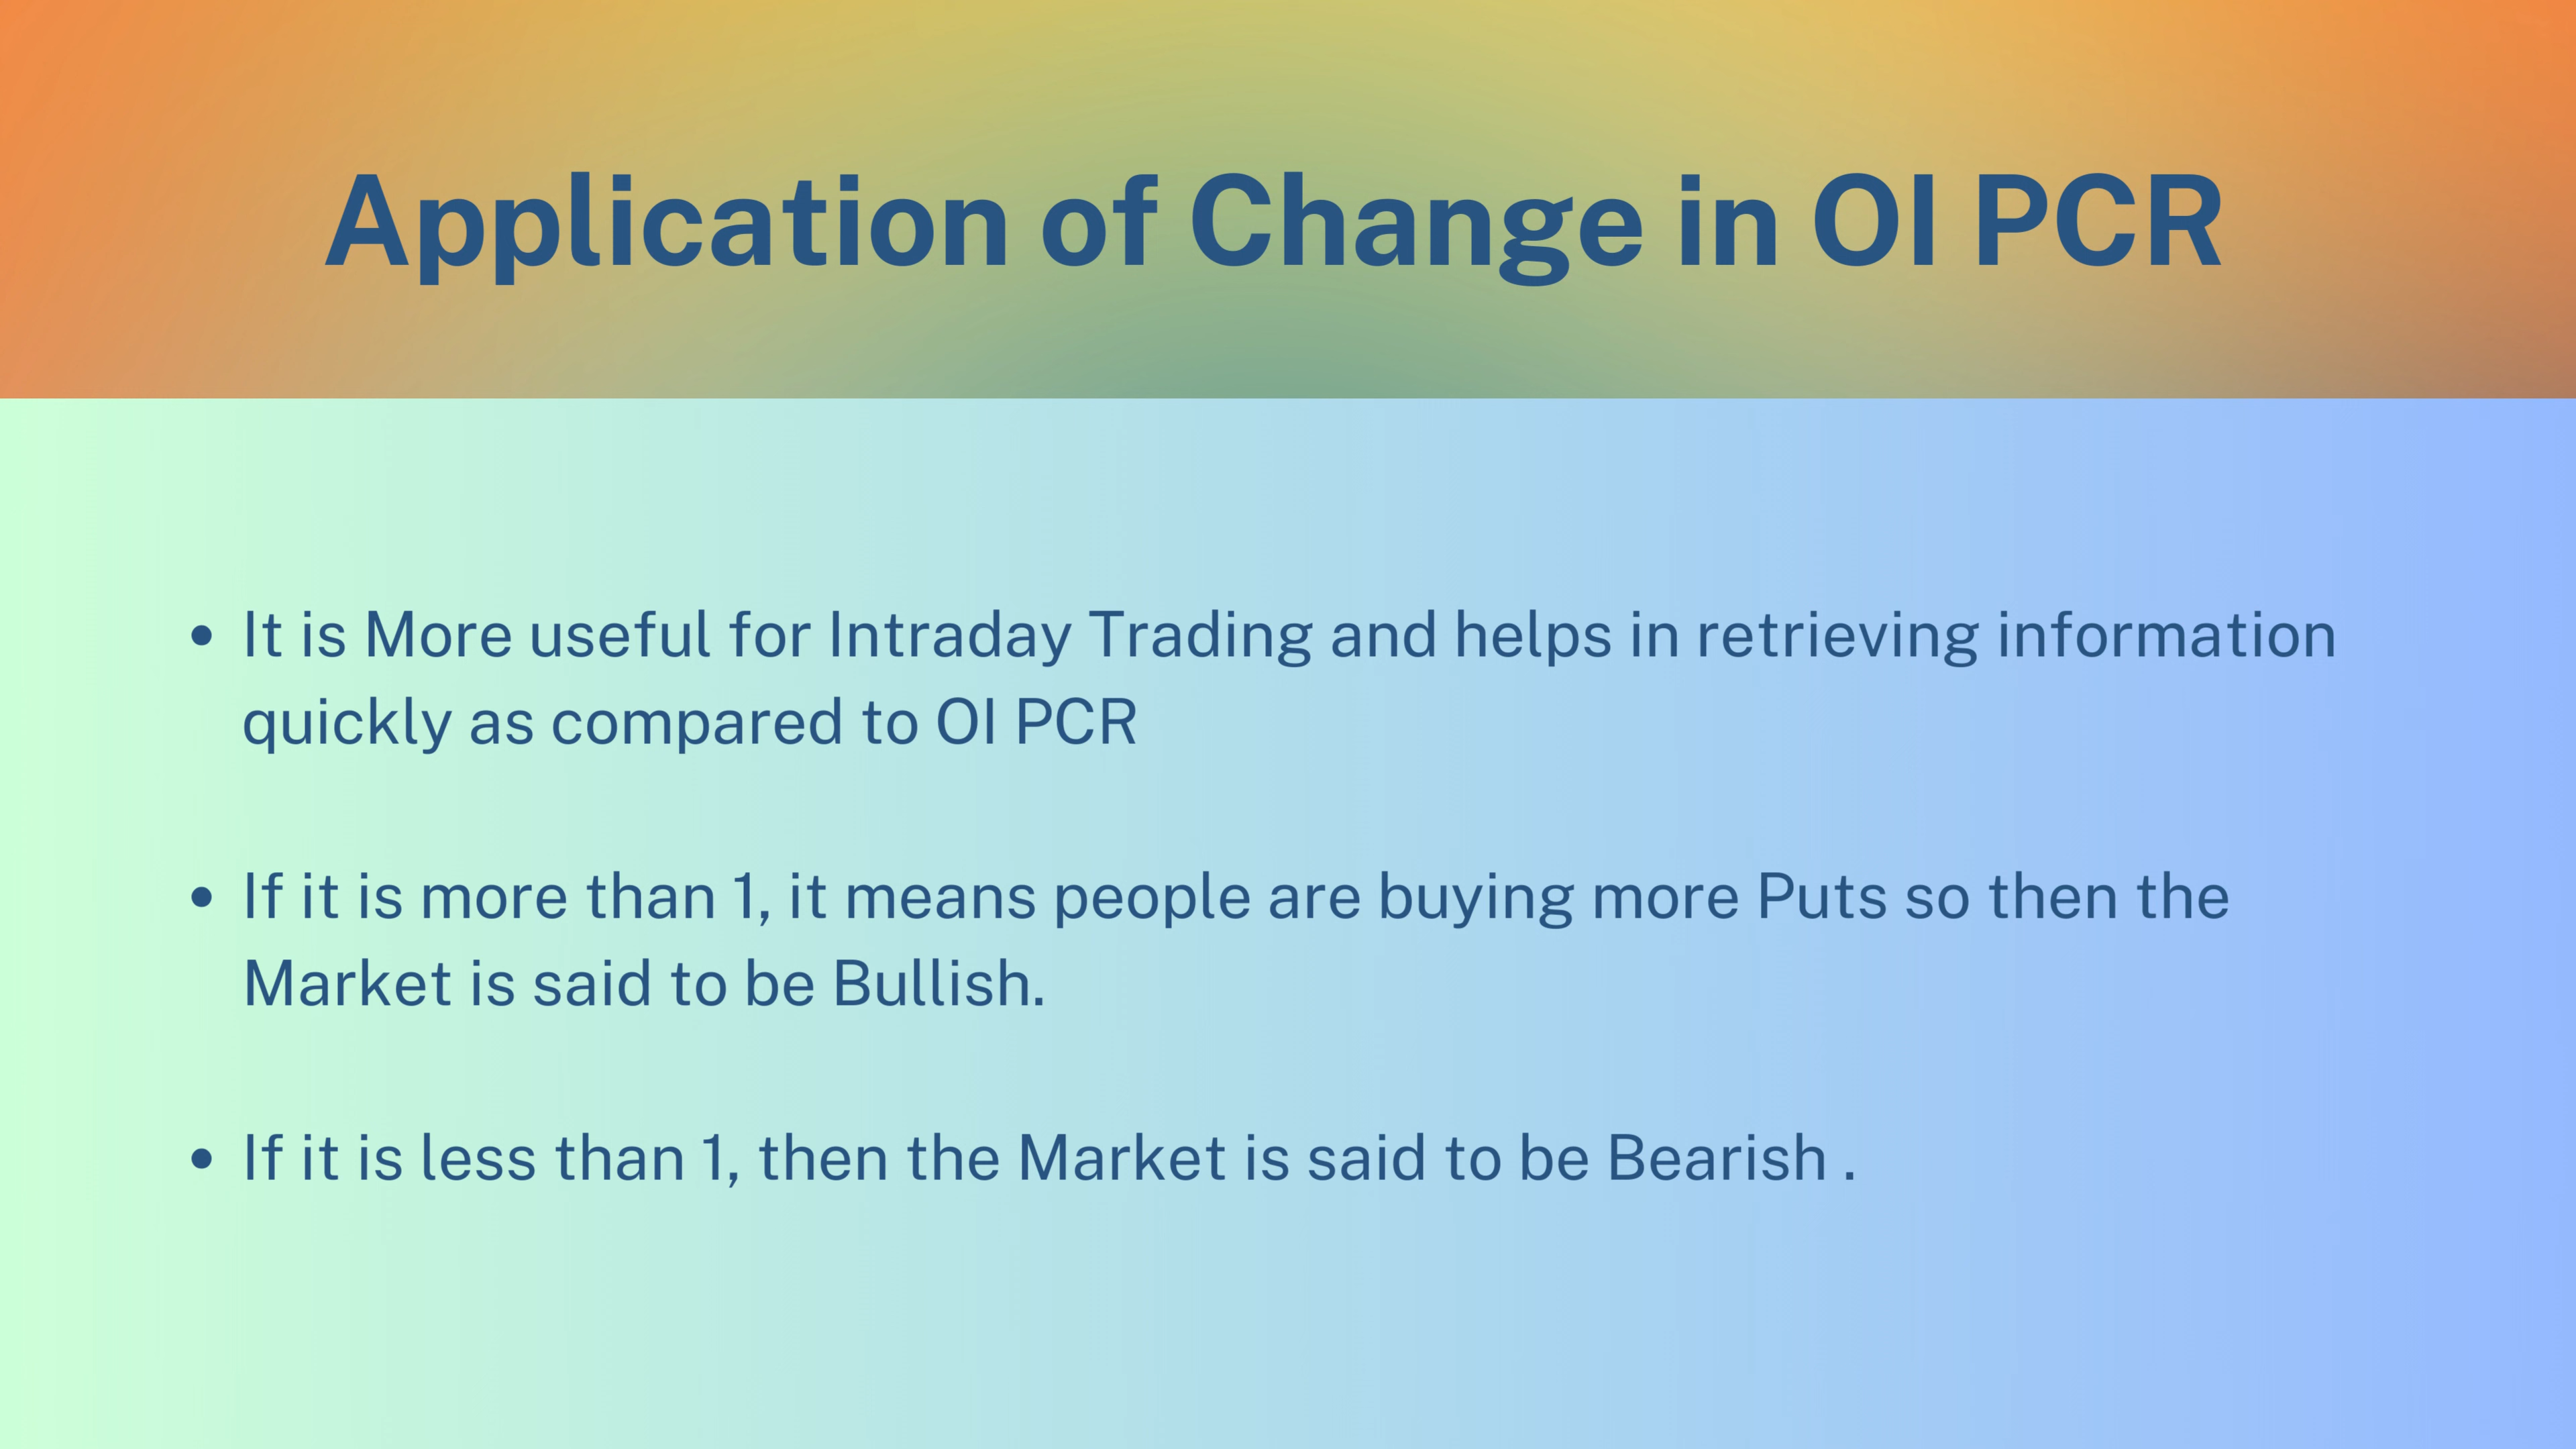 Application of Change in OI PCR
• It is More useful for Intraday Trading and helps in retrieving information
quickly as compared to OI PCR
• If it is more than 1, it means people are buying more Puts so then the
Market is said to be Bullish.
• If it is less than 1, then the Market is said to be Bearish .